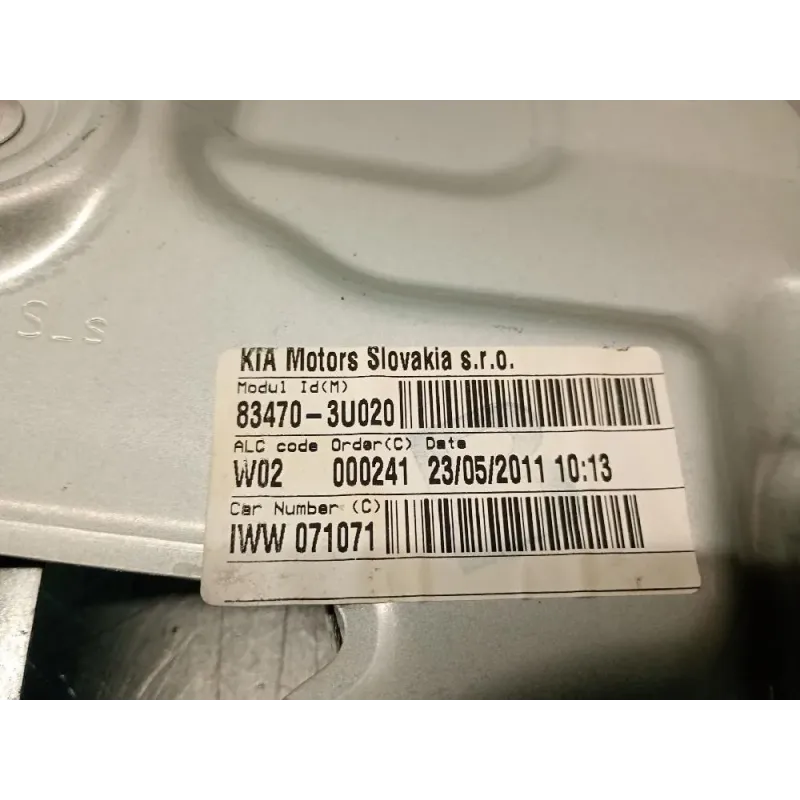 S-s
KIA Motors Slovakia s.r.o.
Modul Id(M)
83470-3U020
ALC code Order(C) Date
W02 000241 23/05/2011 10:13
Car Number (C)
IWW 071071